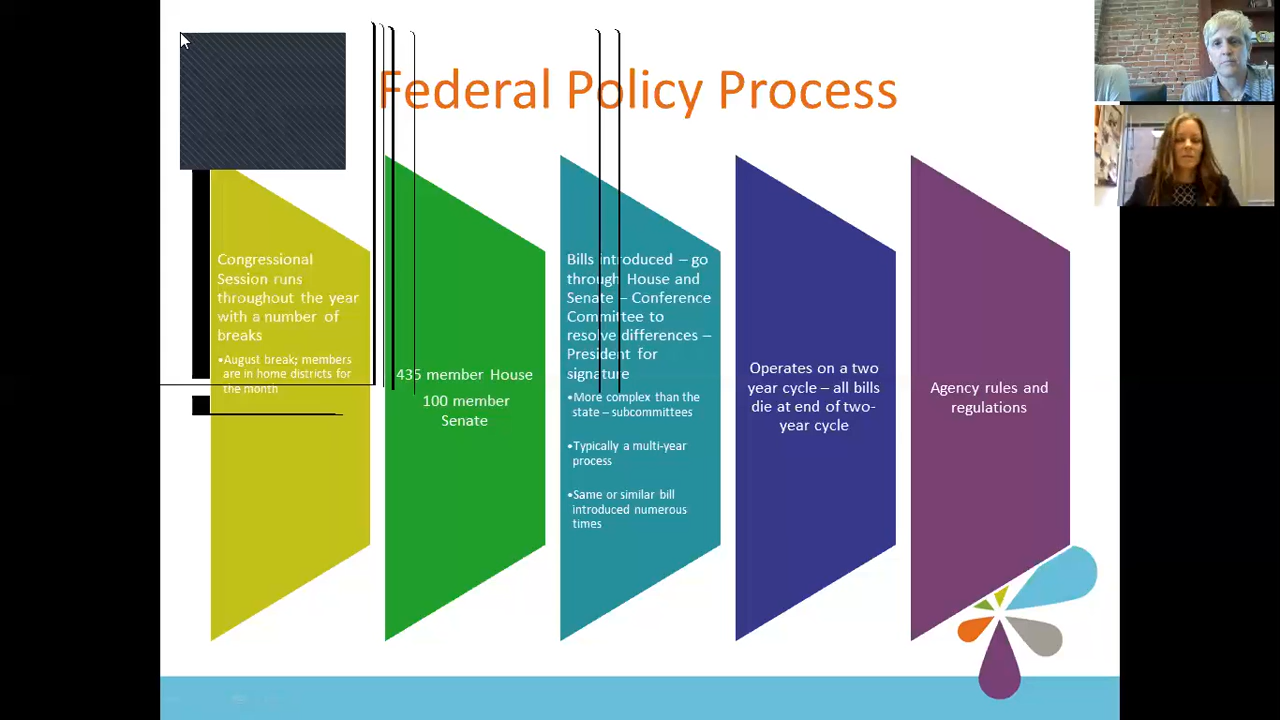 Federal Policy Process
Congressional
Session runs
throughout the year
with a number of
breaks
•August break; members
are in home districts for
the month
435 member House
100 member
Senate
Bills introduced – go
through House and
Senate – Conference
Committee to
resolve differences –
President for
signature
•More complex than the
state – subcommittees
•Typically a multi-year
process
•Same or similar bill
introduced numerous
times
Operates on a two
year cycle – all bills
die at end of two-
year cycle
Agency rules and
regulations